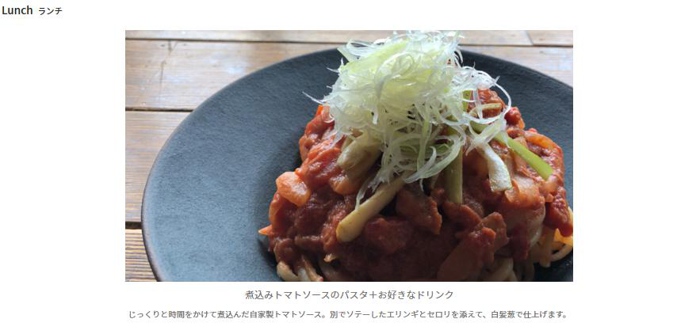 Lunch ランチ
煮込みトマトソースのパスタ＋お好きなドリンク
じっくりと時間をかけて煮込んだ自家製トマトソース。別でソテーしたエリンギとセロリを添えて、白髪葱で仕上げます。